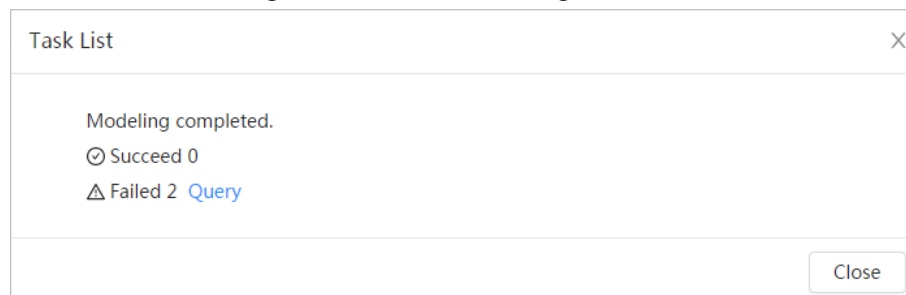 Task List
Modeling completed.
Succeed 0
Failed 2 Query
Close